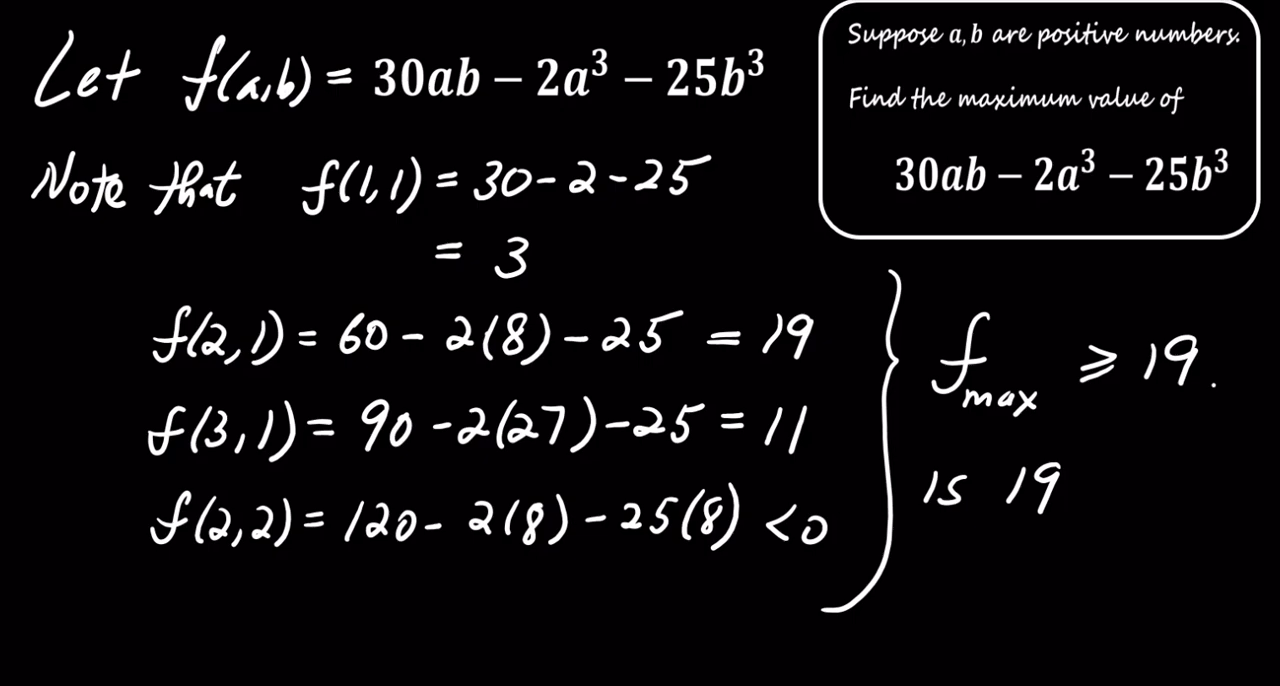 Let f(a,b) = 30ab − 2a³ − 25b³
Note that f(1,1) = 30 - 2 - 25
= 3
f(2,1) = 60 - 2(8) - 25 = 19
f(3,1) = 90 - 2(27) - 25 = 11
f(2,2) = 120 - 2(8) - 25(8) < 0
f max ⩾ 19.
is 19
Suppose a, b are positive numbers.
Find the maximum value of
30ab − 2a³ − 25b³